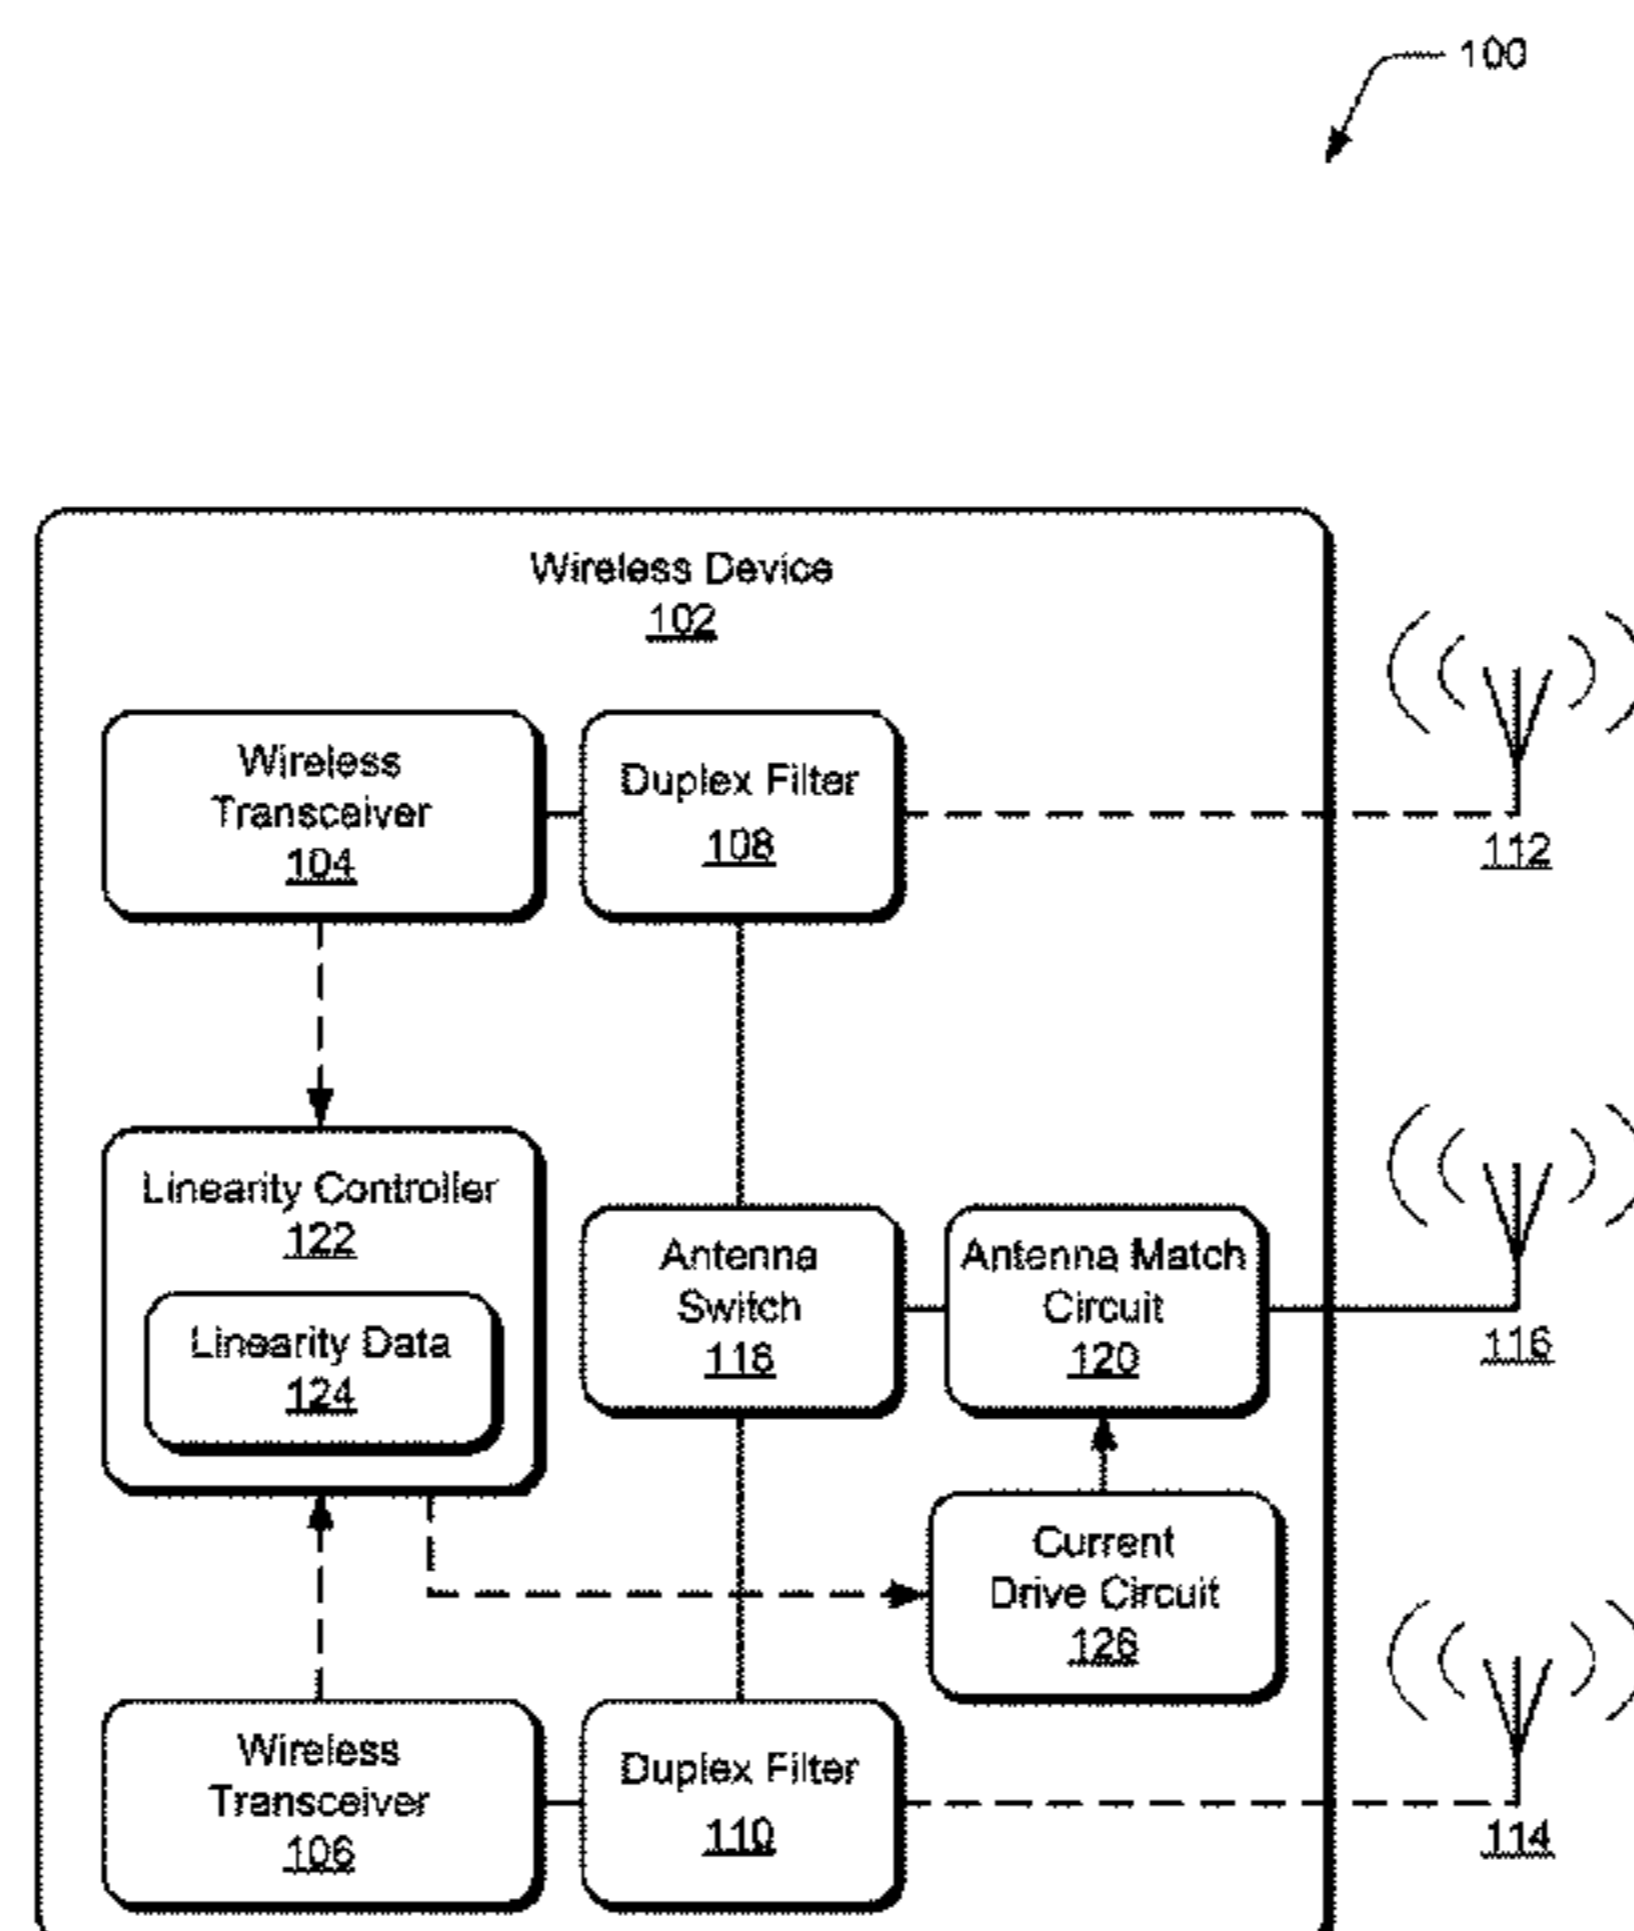 100
Wireless Device
102
Wireless
Transceiver
104
Duplex Filter
108
112
Linearity Controller
122
Linearity Data
124
Antenna
Switch
118
Antenna Match
Circuit
120
116
Current
Drive Circuit
126
Wireless
Transceiver
106
Duplex Filter
110
114